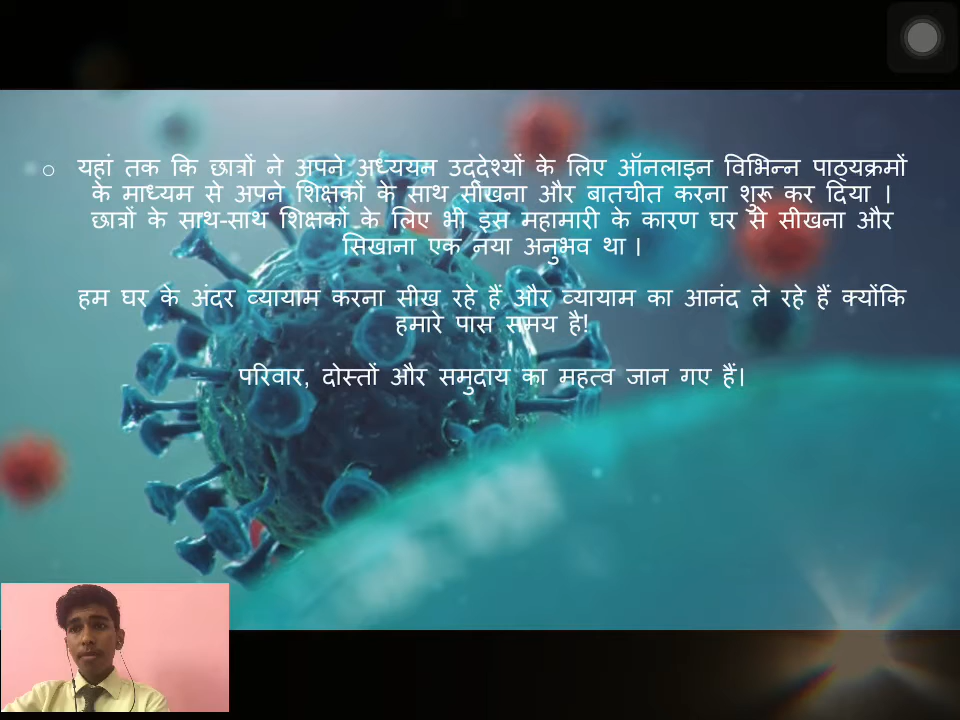 ○ यहां तक कि छात्रों ने अपने अध्ययन उद्देश्यों के लिए ऑनलाइन विभिन्न पाठ्यक्रमों
के माध्यम से अपने शिक्षकों के साथ सीखना और बातचीत करना शुरू कर दिया ।
छात्रों के साथ-साथ शिक्षकों के लिए भी इस महामारी के कारण घर से सीखना और
सिखाना एक नया अनुभव था ।
हम घर के अंदर व्यायाम करना सीख रहे हैं और व्यायाम का आनंद ले रहे हैं क्योंकि
हमारे पास समय है!
परिवार, दोस्तों और समुदाय का महत्व जान गए हैं।